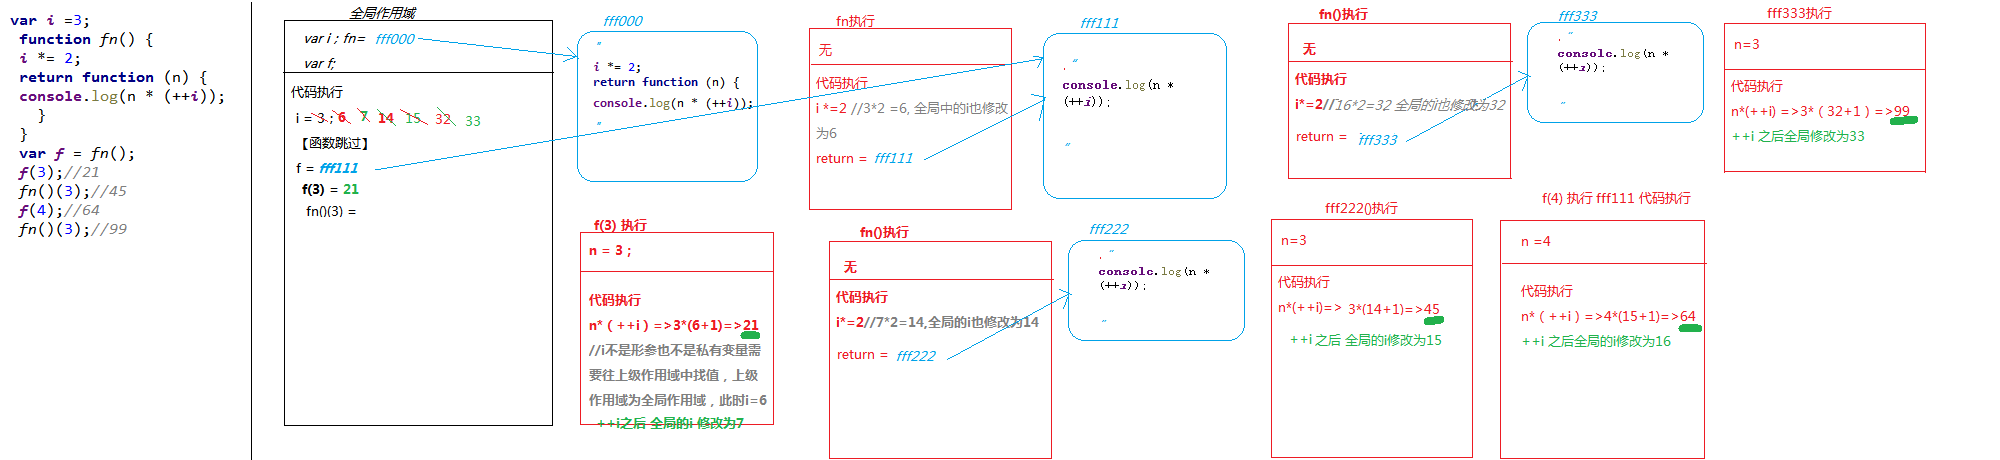 var i =3;
function fn() {
i *= 2;
return function (n) {
console.log(n * (++i));
}
}
var f = fn();
f(3);//21
fn()(3);//45
f(4);//64
fn()(3);//99
全局作用域
var i ; fn= fff000
var f;
代码执行
i = 3 ; 6 7 14 15 32 33
【函数跳过】
f = fff111
f(3) = 21
fn()(3) =
fff000
"
i *= 2;
return function (n) {
console.log(n * (++i));
"
fn执行
无
代码执行
i *=2 //3*2 =6, 全局中的i也修改
为6
return = fff111
fff111
"
console.log(n *
(++i));
"
fn()执行
无
代码执行
i*=2//16*2=32 全局的i也修改为32
return = fff333
fff333
"
console.log(n *
(++i));
"
fff333执行
n=3
代码执行
n*(++i) =>3*（32+1）=>99
++i 之后全局修改为33
f(3) 执行
n = 3 ;
代码执行
n*（++i）=>3*(6+1)=>21
//i不是形参也不是私有变量需
要往上级作用域中找值，上级
作用域为全局作用域，此时i=6
++i之后 全局的i 修改为7
fn()执行
无
代码执行
i*=2//7*2=14,全局的i也修改为14
return = fff222
fff222
"
console.log(n *
(++i));
"
fff222()执行
n=3
代码执行
n*(++i)=> 3*(14+1)=>45
++i 之后 全局的i修改为15
f(4) 执行 fff111 代码执行
n =4
代码执行
n*（++i）=>4*(15+1)=>64
++i 之后全局的i修改为16